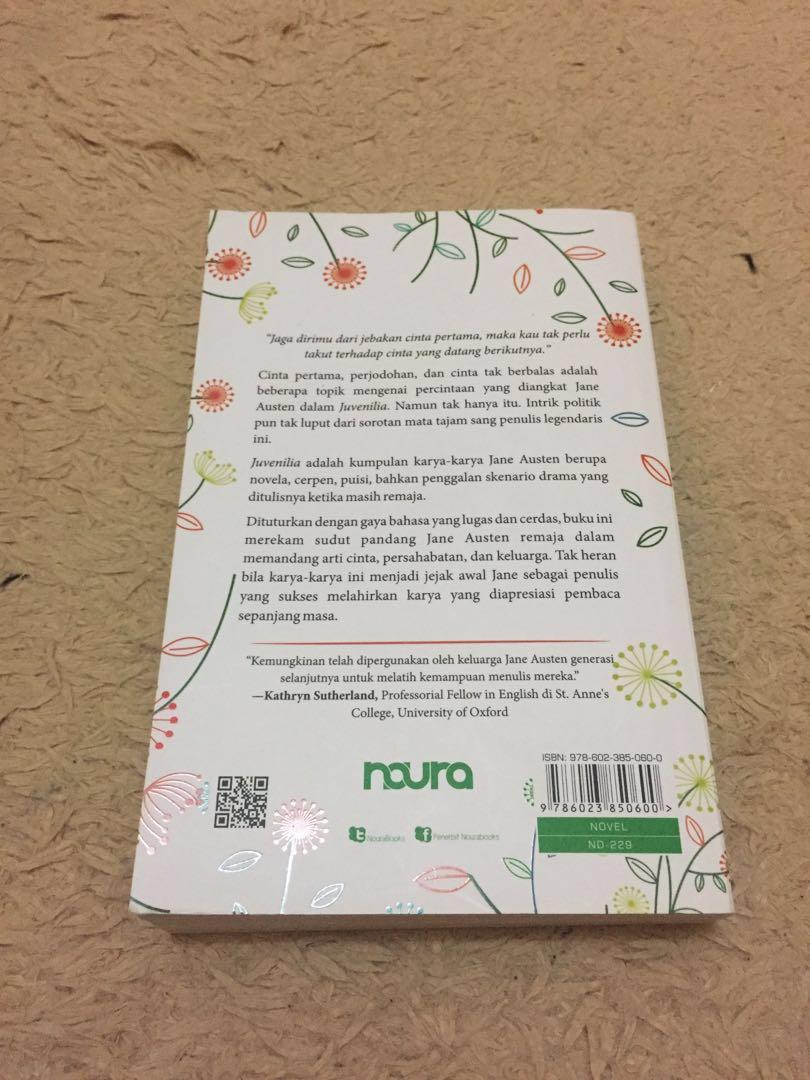 "Jaga dirimu dari jebakan cinta pertama, maka kau tak perlu
takut terhadap cinta yang datang berikutnya."
Cinta pertama, perjodohan, dan cinta tak berbalas adalah
beberapa topik mengenai percintaan yang diangkat Jane
Austen dalam Juvenilia. Namun tak hanya itu. Intrik politik
pun tak luput dari sorotan mata tajam sang penulis legendaris
ini.
Juvenilia adalah kumpulan karya-karya Jane Austen berupa
novela, cerpen, puisi, bahkan penggalan skenario drama yang
ditulisnya ketika masih remaja.
Dituturkan dengan gaya bahasa yang lugas dan cerdas, buku ini
merekam sudut pandang Jane Austen remaja dalam
memandang arti cinta, persahabatan, dan keluarga. Tak heran
bila karya-karya ini menjadi jejak awal Jane sebagai penulis
yang sukses melahirkan karya yang diapresiasi pembaca
sepanjang masa.
"Kemungkinan telah dipergunakan oleh keluarga Jane Austen generasi
selanjutnya untuk melatih kemampuan menulis mereka."
—Kathryn Sutherland, Professorial Fellow in English di St. Anne's
College, University of Oxford
noura
NouraBooks
Penerbit Nourabooks
ISBN: 978-602-385-060-0
9 786023 850600 >
NOVEL
ND-229